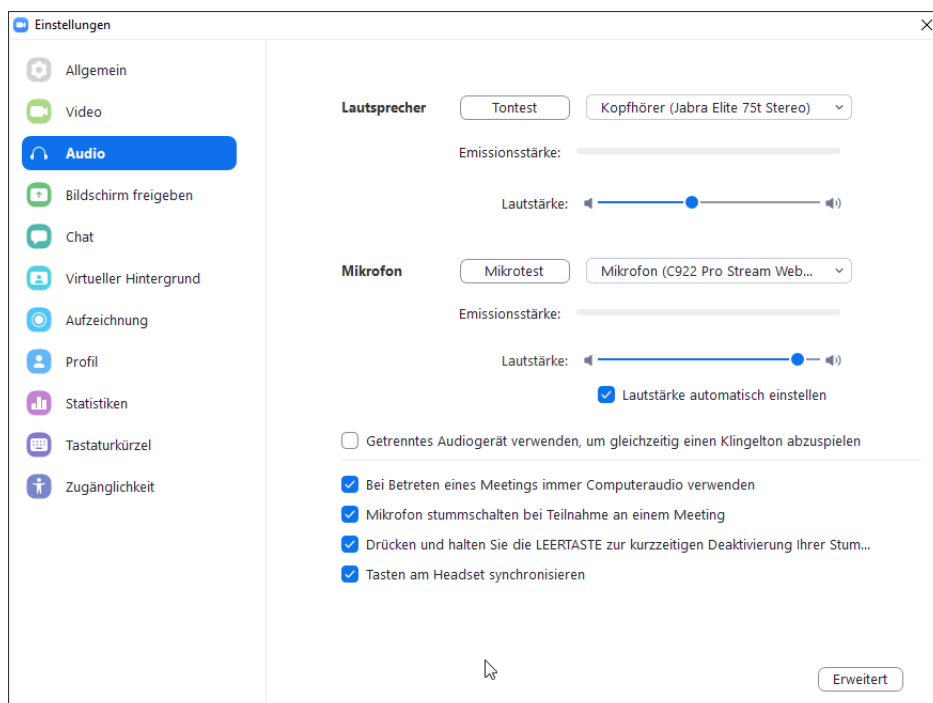 Einstellungen
Allgemein
Video
Audio
Bildschirm freigeben
Chat
Virtueller Hintergrund
Aufzeichnung
Profil
Statistiken
Tastaturkürzel
Zugänglichkeit
Lautsprecher Tontest Kopfhörer (Jabra Elite 75t Stereo)
Emissionsstärke:
Lautstärke:
Mikrofon Mikrotest Mikrofon (C922 Pro Stream Web...
Emissionsstärke:
Lautstärke:
Lautstärke automatisch einstellen
Getrenntes Audiogerät verwenden, um gleichzeitig einen Klingelton abzuspielen
Bei Betreten eines Meetings immer Computeraudio verwenden
Mikrofon stummschalten bei Teilnahme an einem Meeting
Drücken und halten Sie die LEERTASTE zur kurzzeitigen Deaktivierung Ihrer Stum...
Tasten am Headset synchronisieren
Erweitert